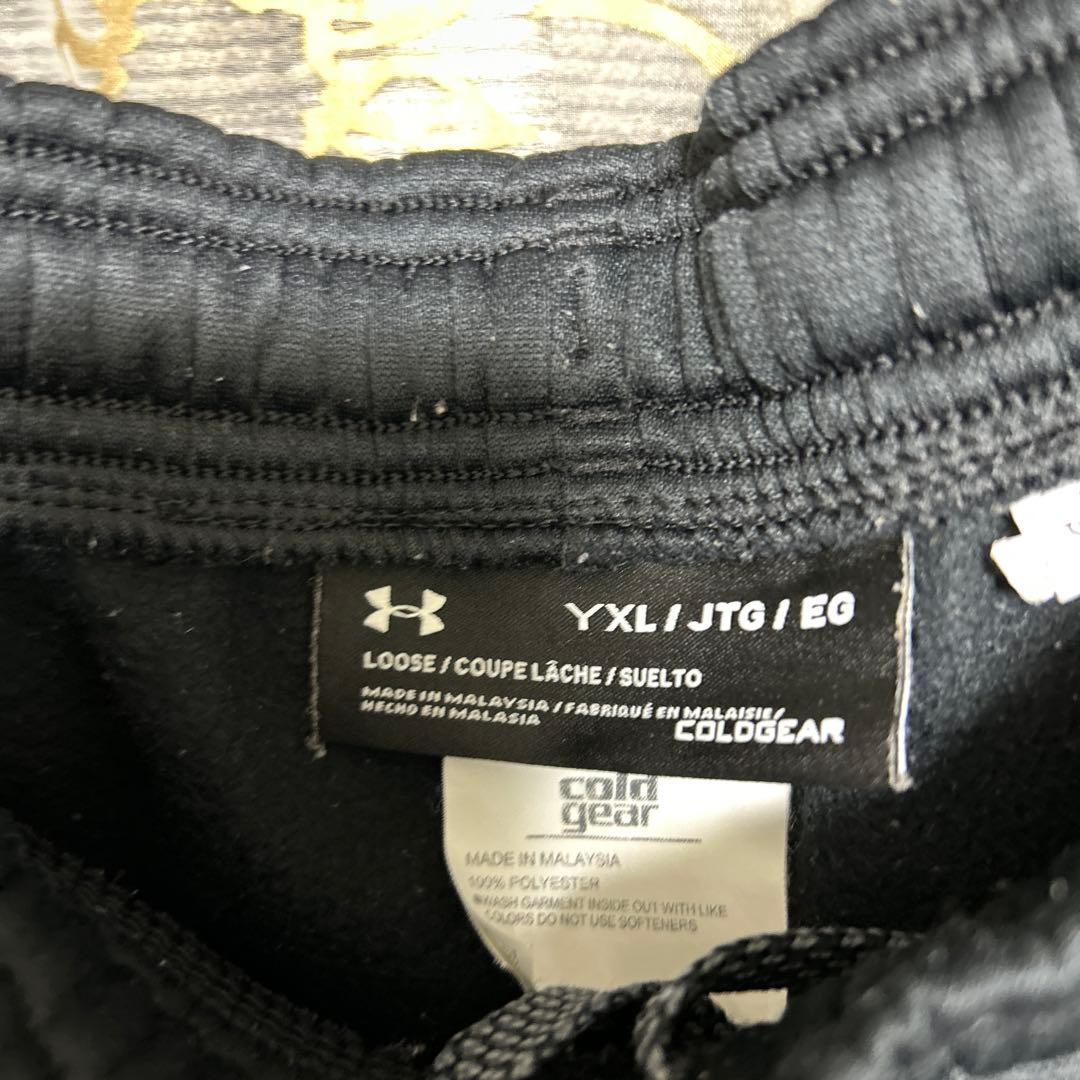 YXL / JTG / EG
LOOSE / COUPE LÂCHE / SUELTO
MADE IN MALAYSIA / FABRIQUÉ EN MALAISIE /
HECHO EN MALASIA
COLDGEAR
cold
gear
MADE IN MALAYSIA
100% POLYESTER
WASH GARMENT INSIDE OUT WITH LIKE
COLORS DO NOT USE SOFTENERS